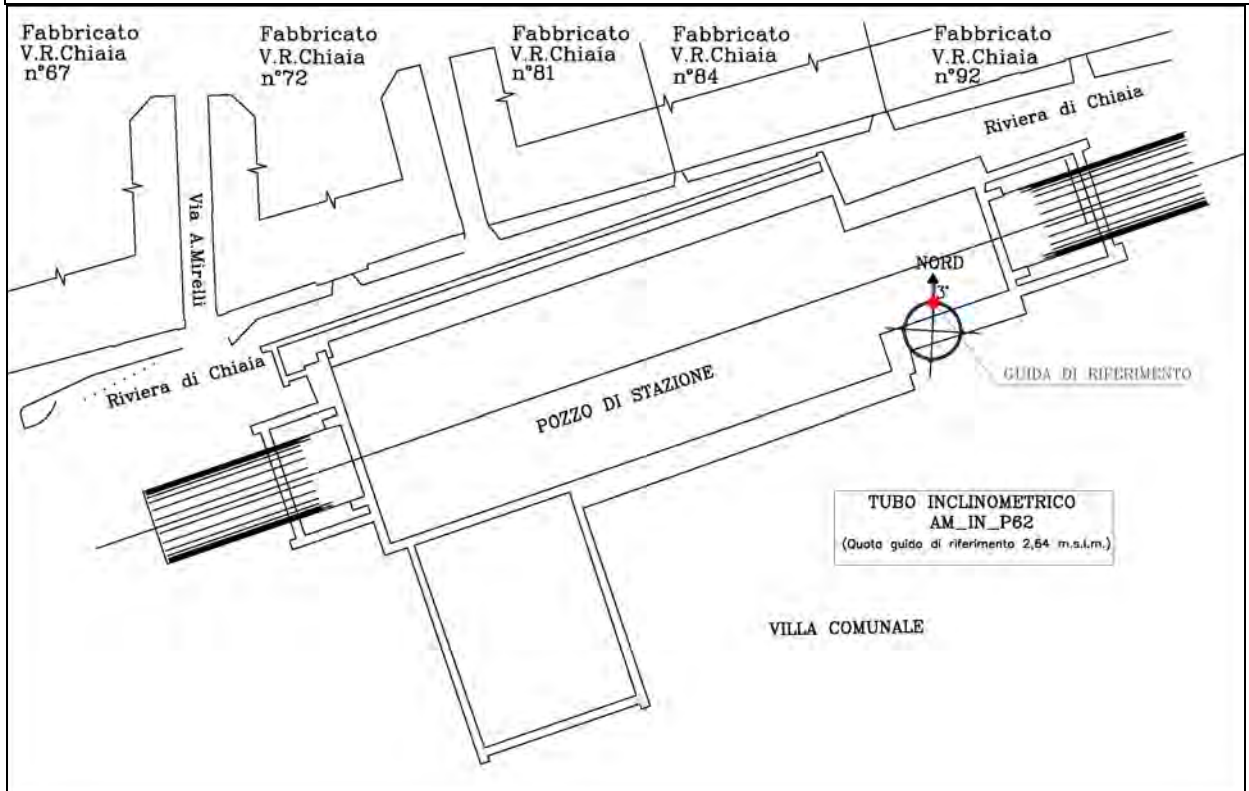 Fabbricato
V.R.Chiaia
n°67
Fabbricato
V.R.Chiaia
n°72
Fabbricato
V.R.Chiaia
n°81
Fabbricato
V.R.Chiaia
n°84
Fabbricato
V.R.Chiaia
n°92
Riviera di Chiaia
Via A.Mirelli
NORD
3°
Riviera di Chiaia
GUIDA DI RIFERIMENTO
POZZO DI STAZIONE
TUBO INCLINOMETRICO
AM_IN_P62
(Quota guida di riferimento 2,64 m.s.l.m.)
VILLA COMUNALE